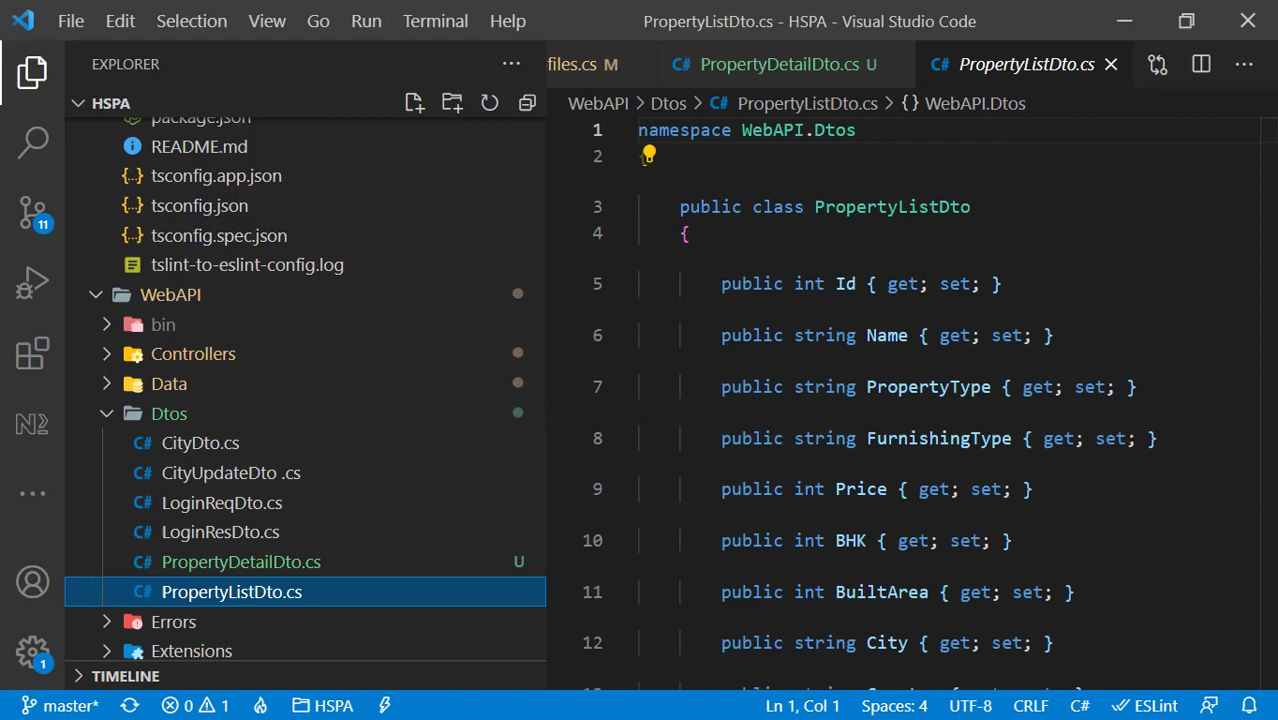 File Edit Selection View Go Run Terminal Help PropertyListDto.cs - HSPA - Visual Studio Code
EXPLORER
files.cs M PropertyDetailDto.cs U PropertyListDto.cs
HSPA
WebAPI > Dtos > PropertyListDto.cs > {} WebAPI.Dtos
package.json
README.md
tsconfig.app.json
tsconfig.json
tsconfig.spec.json
tslint-to-eslint-config.log
WebAPI
bin
Controllers
Data
Dtos
CityDto.cs
CityUpdateDto .cs
LoginReqDto.cs
LoginResDto.cs
PropertyDetailDto.cs U
PropertyListDto.cs
Errors
Extensions
TIMELINE
11
1
1 namespace WebAPI.Dtos
2
3 public class PropertyListDto
4 {
5 public int Id { get; set; }
6 public string Name { get; set; }
7 public string PropertyType { get; set; }
8 public string FurnishingType { get; set; }
9 public int Price { get; set; }
10 public int BHK { get; set; }
11 public int BuiltArea { get; set; }
12 public string City { get; set; }
master* 0 1 HSPA Ln 1, Col 1 Spaces: 4 UTF-8 CRLF C# ESLint